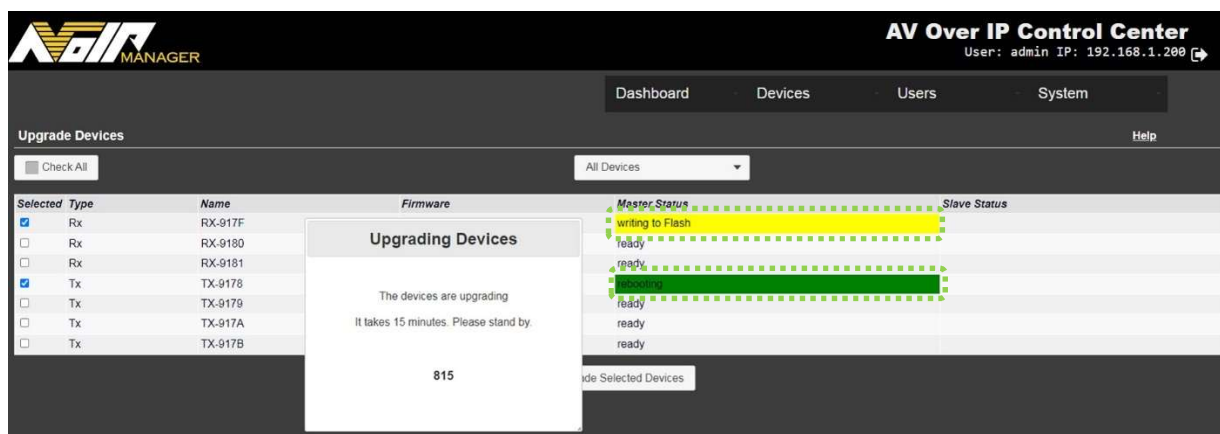 AVoIP MANAGER
AV Over IP Control Center
User: admin IP: 192.168.1.200
Dashboard Devices Users System
Upgrade Devices Help
Check All All Devices
Selected Type Name Firmware Master Status Slave Status
Rx RX-917F writing to Flash
Rx RX-9180 ready
Rx RX-9181 ready
Tx TX-9178 rebooting
Tx TX-9179 ready
Tx TX-917A ready
Tx TX-917B ready
Upgrading Devices
The devices are upgrading
It takes 15 minutes. Please stand by.
815
Selected Devices